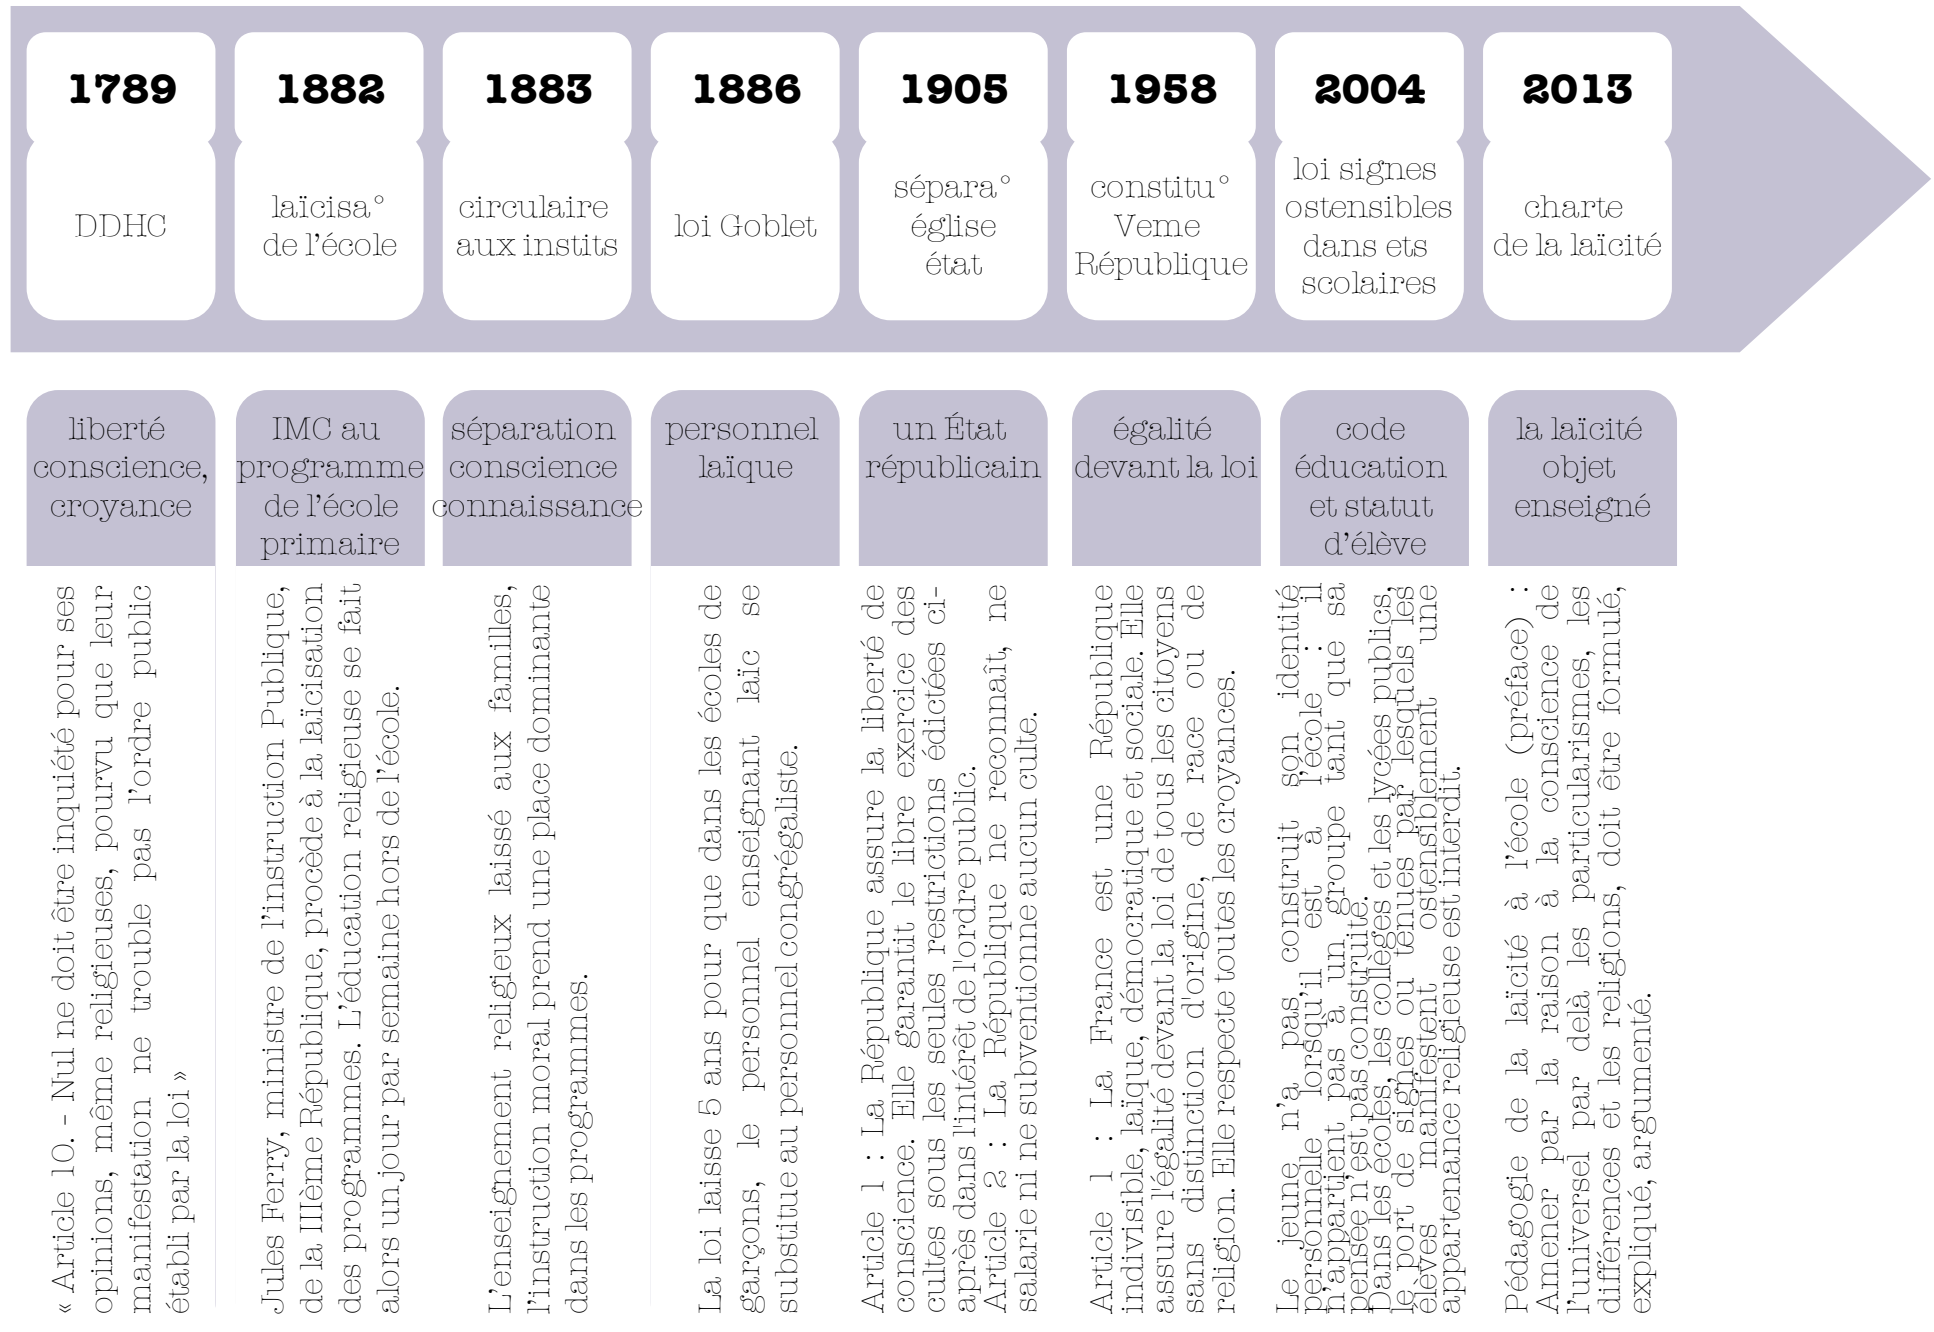 1789
DDHC
1882
laïcisa°
de l’école
1883
circulaire
aux instits
1886
loi Goblet
1905
sépara°
église
état
1958
constitu°
Veme
République
2004
loi signes
ostensibles
dans ets
scolaires
2013
charte
de la laïcité
liberté
conscience,
croyance
IMC au
programme
de l’école
primaire
séparation
conscience
connaissance
personnel
laïque
un État
républicain
égalité
devant la loi
code
éducation
et statut
d’élève
la laïcité
objet
enseigné
« Article 10. - Nul ne doit être inquiété pour ses
opinions, même religieuses, pourvu que leur
manifestation ne trouble pas l’ordre public
établi par la loi »
Jules Ferry, ministre de l’instruction Publique,
de la IIIème République, procède à la laïcisation
des programmes. L’éducation religieuse se fait
alors un jour par semaine hors de l’école.
L’enseignement religieux laissé aux familles,
l’instruction moral prend une place dominante
dans les programmes.
La loi laisse 5 ans pour que dans les écoles de
garçons, le personnel enseignant laïc se
substitue au personnel congrégaliste.
Article 1 : La République assure la liberté de
conscience. Elle garantit le libre exercice des
cultes sous les seules restrictions édictées ci-
après dans l'intérêt de l'ordre public.
Article 2 : La République ne reconnaît, ne
salarie ni ne subventionne aucun culte.
Article 1 : La France est une République
indivisible, laïque, démocratique et sociale. Elle
assure l'égalité devant la loi de tous les citoyens
sans distinction d'origine, de race ou de
religion. Elle respecte toutes les croyances.
Le jeune n’a pas construit son identité
personnelle lorsqu’il est à l’école : il
n’appartient pas à un groupe tant que sa
pensée n’est pas construite.
Dans les écoles, les collèges et les lycées publics,
le port de signes ou tenues par lesquels les
élèves manifestent ostensiblement une
appartenance religieuse est interdit.
Pédagogie de la laïcité à l’école (préface) :
Amener par la raison à la conscience de
l’universel par delà les particularismes, les
différences et les religions, doit être formulé,
expliqué, argumenté.